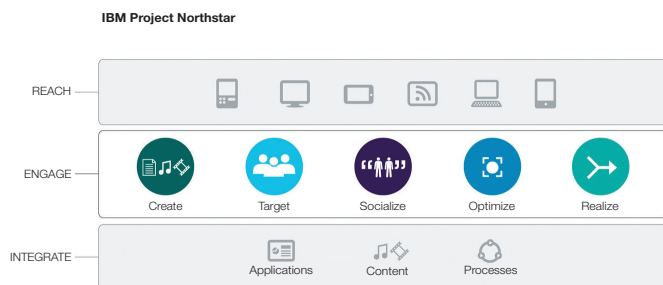 IBM Project Northstar
REACH
ENGAGE
Create Target Socialize Optimize Realize
INTEGRATE
Applications Content Processes